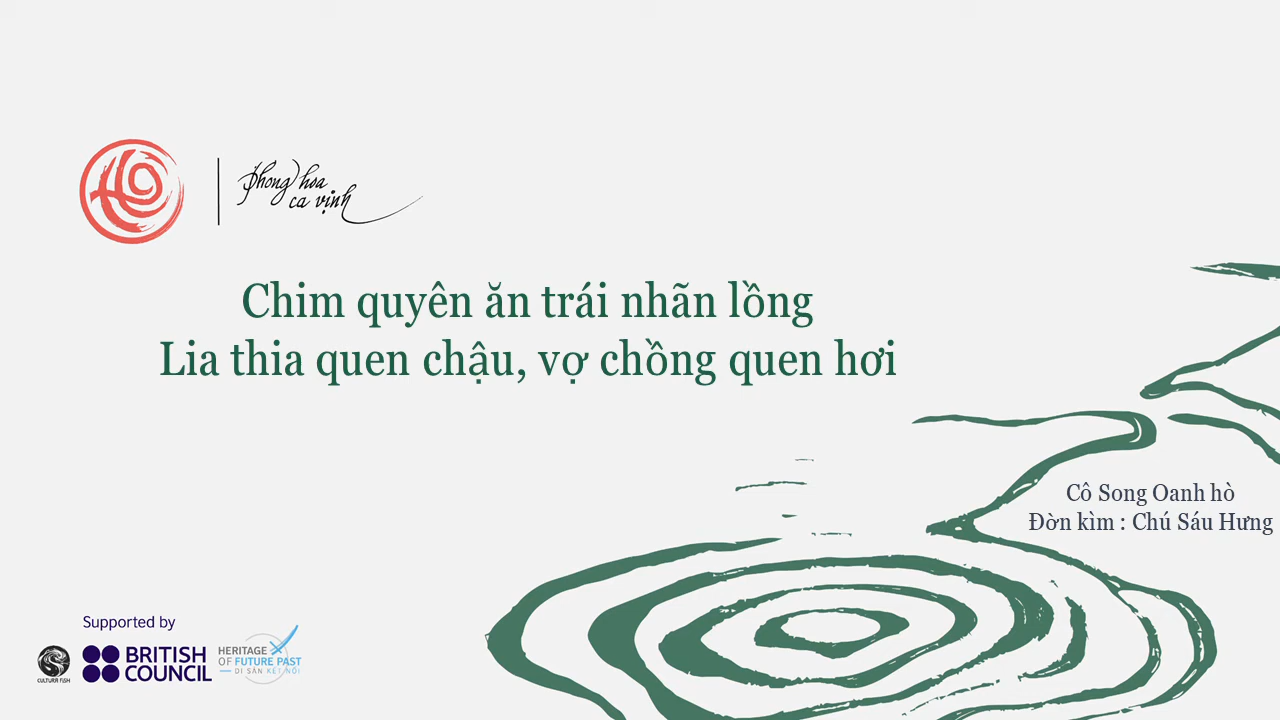 Phong hoa
ca vịnh
Chim quyên ăn trái nhãn lồng
Lia thia quen chậu, vợ chồng quen hơi
Cô Song Oanh hò
Đờn kìm : Chú Sáu Hưng
Supported by
CULTURA FISH
BRITISH
COUNCIL
HERITAGE
OF FUTURE PAST
DI SẢN KẾT NỐI